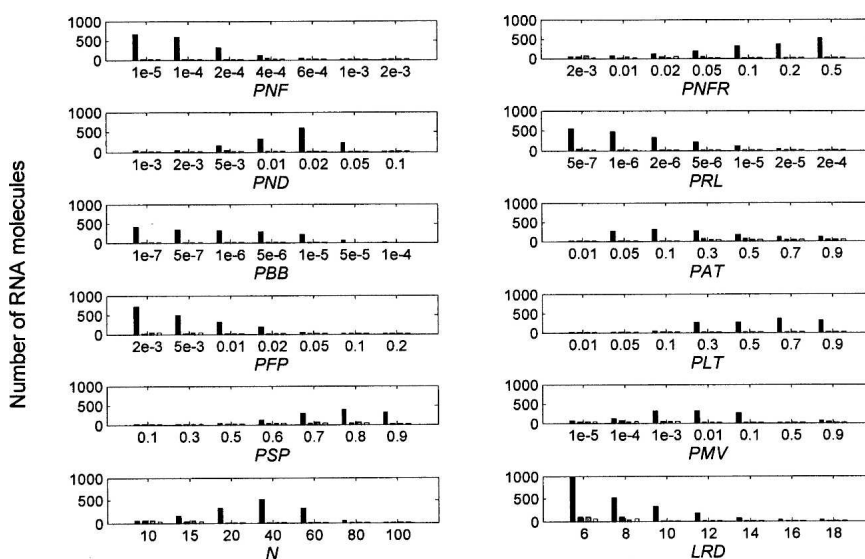 Number of RNA molecules
1000
500
0
1e-5 1e-4 2e-4 4e-4 6e-4 1e-3 2e-3
PNF
1000
500
0
2e-3 0.01 0.02 0.05 0.1 0.2 0.5
PNFR
1000
500
0
1e-3 2e-3 5e-3 0.01 0.02 0.05 0.1
PND
1000
500
0
5e-7 1e-6 2e-6 5e-6 1e-5 2e-5 2e-4
PRL
1000
500
0
1e-7 5e-7 1e-6 5e-6 1e-5 5e-5 1e-4
PBB
1000
500
0
0.01 0.05 0.1 0.3 0.5 0.7 0.9
PAT
1000
500
0
2e-3 5e-3 0.01 0.02 0.05 0.1 0.2
PFP
1000
500
0
0.01 0.05 0.1 0.3 0.5 0.7 0.9
PLT
1000
500
0
0.1 0.3 0.5 0.6 0.7 0.8 0.9
PSP
1000
500
0
1e-5 1e-4 1e-3 0.01 0.1 0.5 0.9
PMV
1000
500
0
10 15 20 40 60 80 100
N
1000
500
0
6 8 10 12 14 16 18
LRD